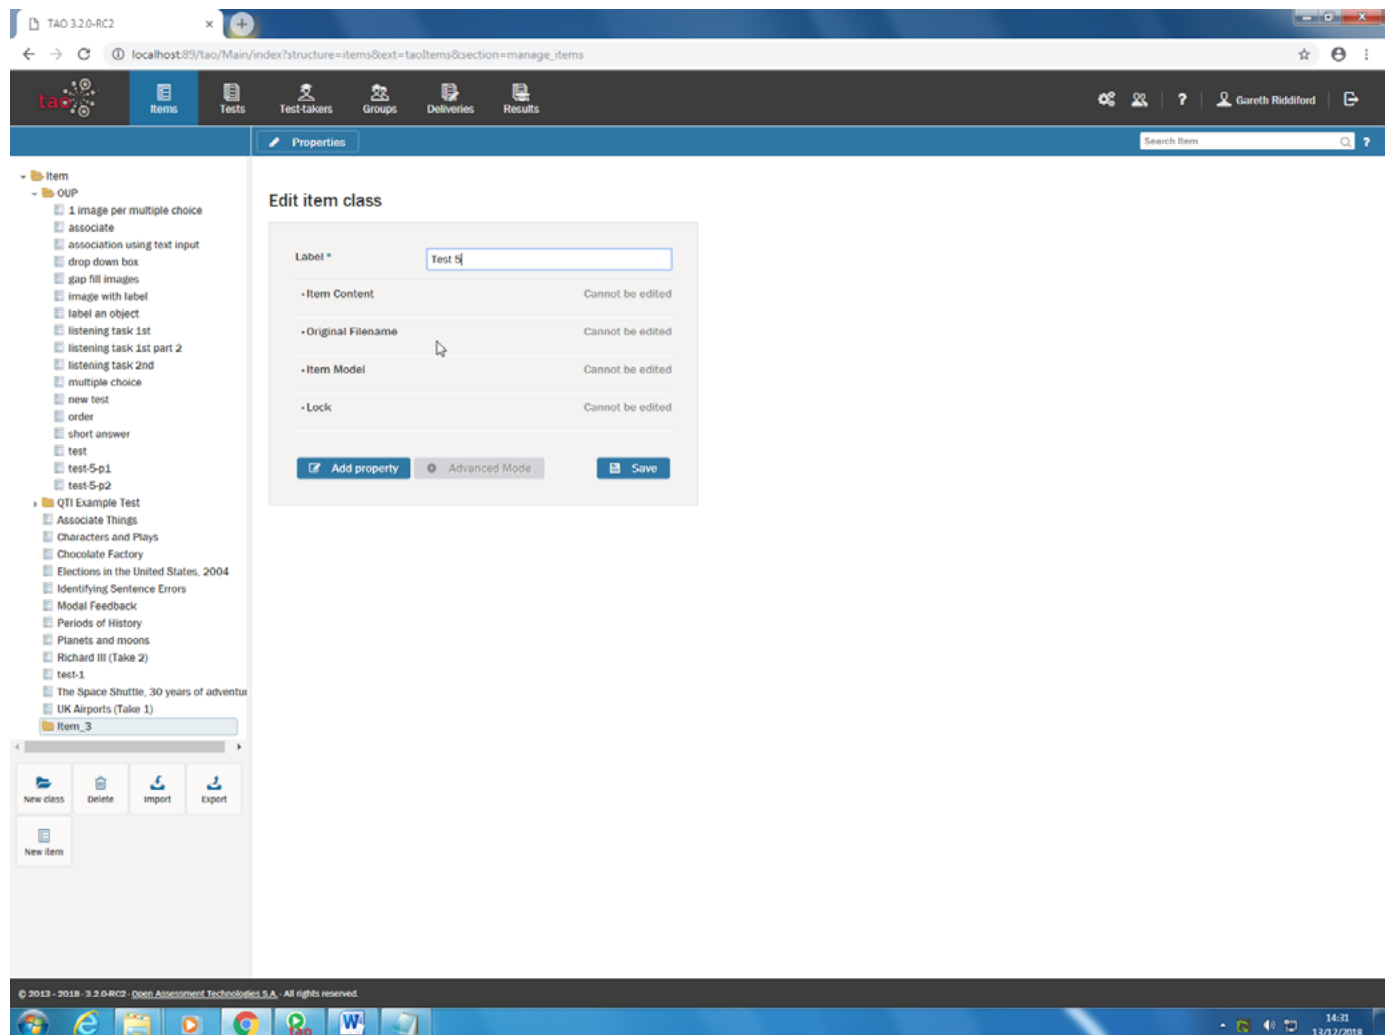 TAO 3.2.0-RC2
localhost:89/tao/Main/index?structure=items&ext=taoItems&section=manage_items
tao
Items
Tests
Test-takers
Groups
Deliveries
Results
?
Gareth Riddiford
Properties
Search Item
?
Item
OUP
1 image per multiple choice
associate
association using text input
drop down box
gap fill images
image with label
label an object
listening task 1st
listening task 1st part 2
listening task 2nd
multiple choice
new test
order
short answer
test
test-5-p1
test-5-p2
QTI Example Test
Associate Things
Characters and Plays
Chocolate Factory
Elections in the United States, 2004
Identifying Sentence Errors
Modal Feedback
Periods of History
Planets and moons
Richard III (Take 2)
test-1
The Space Shuttle, 30 years of adventu
UK Airports (Take 1)
Item_3
New class
Delete
Import
Export
New item
Edit item class
Label *
Test 5
Item Content Cannot be edited
Original Filename Cannot be edited
Item Model Cannot be edited
Lock Cannot be edited
Add property
Advanced Mode
Save
© 2013 - 2018 - 3.2.0-RC2 - Open Assessment Technologies S.A. - All rights reserved.
tao
W
14:31
13/12/2018